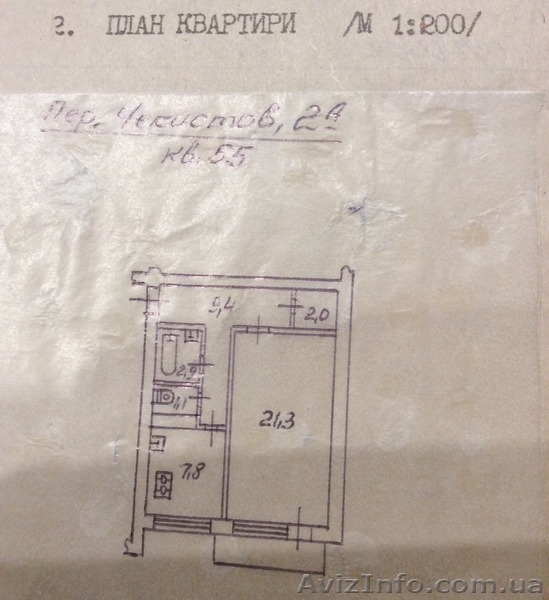 2. ПЛАН КВАРТИРИ /М 1:200/
Пер. Чекистов, 2а
кв. 55
9,4
2,0
2,9
1,1
21,3
7,8
AvizInfo.com.ua